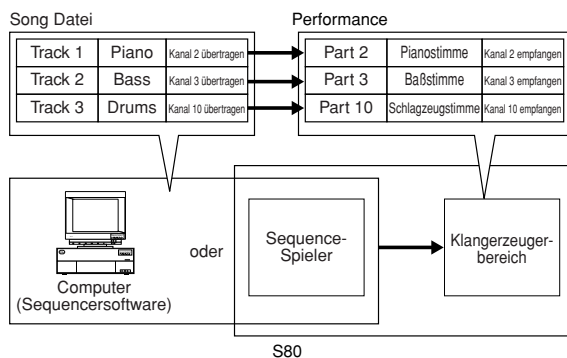 Song Datei
Performance
Track 1 Piano Kanal 2 übertragen
Part 2 Pianostimme Kanal 2 empfangen
Track 2 Bass Kanal 3 übertragen
Part 3 Baßstimme Kanal 3 empfangen
Track 3 Drums Kanal 10 übertragen
Part 10 Schlagzeugstimme Kanal 10 empfangen
Computer
(Sequencersoftware)
oder
Sequence-
Spieler
Klangerzeuger-
bereich
S80